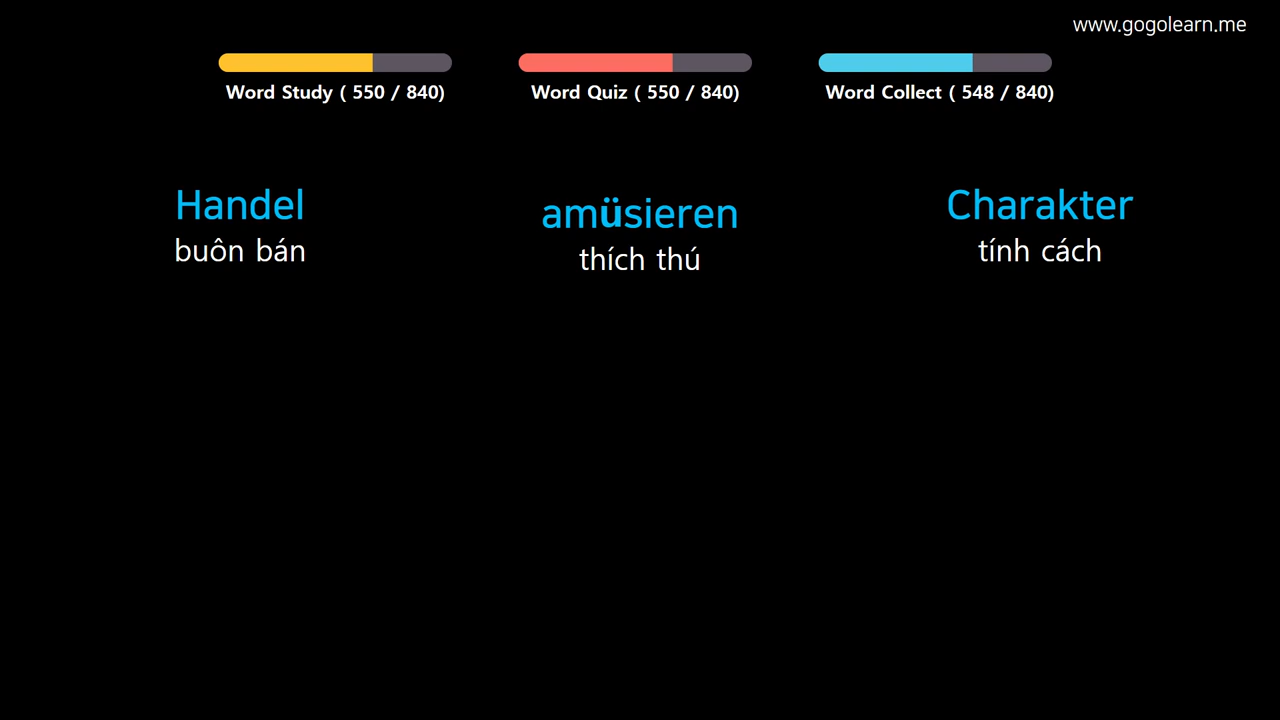 www.gogolearn.me
Word Study ( 550 / 840)
Word Quiz ( 550 / 840)
Word Collect ( 548 / 840)
Handel
buôn bán
amüsieren
thích thú
Charakter
tính cách